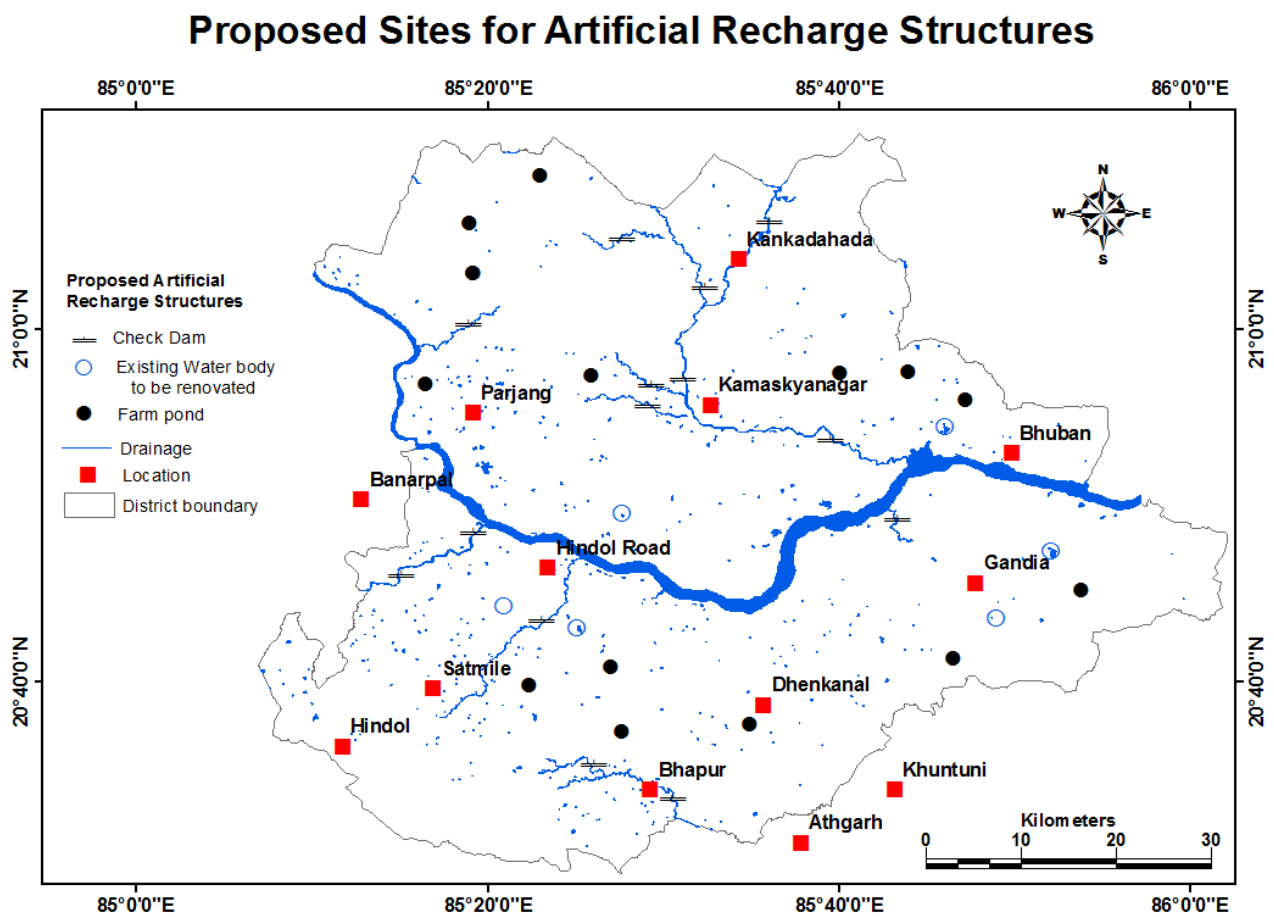 Proposed Sites for Artificial Recharge Structures
85°0'0"E
85°20'0"E
85°40'0"E
86°0'0"E
N
W
E
S
Kankadahada
Proposed Artificial
Recharge Structures
Check Dam
Existing Water body
to be renovated
Farm pond
Drainage
Location
District boundary
21°0'0"N
21°0'0"N
Parjang
Kamaskyanagar
Bhuban
Banarpal
Hindol Road
Gandia
Satmile
Dhenkanal
20°40'0"N
20°40'0"N
Hindol
Bhapur
Khuntuni
Athgarh
Kilometers
0
10
20
30
85°0'0"E
85°20'0"E
85°40'0"E
86°0'0"E